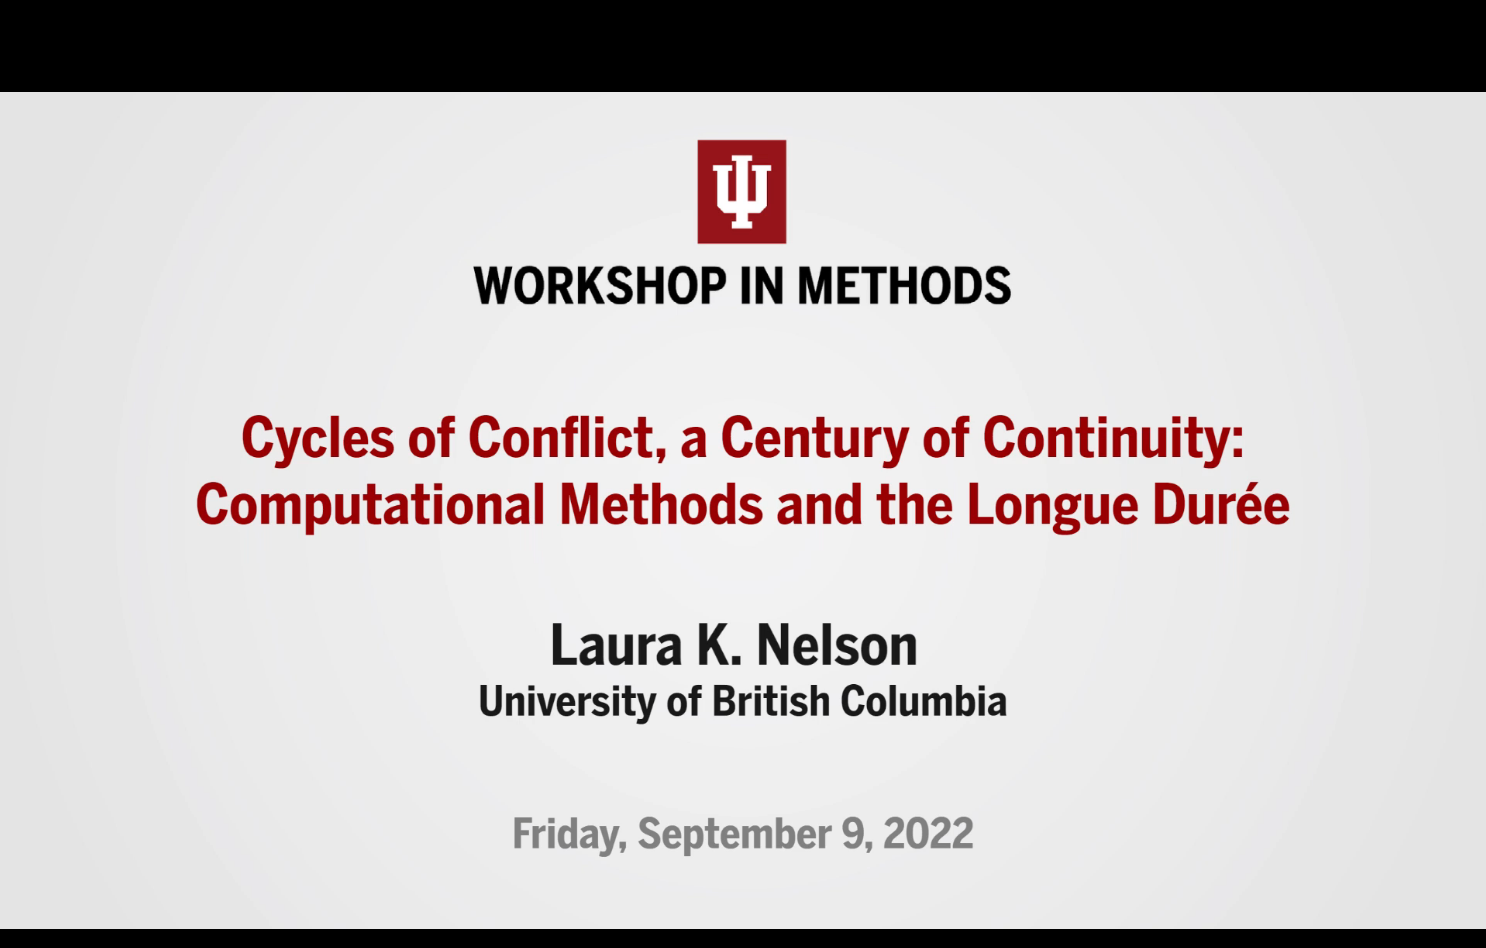 WORKSHOP IN METHODS
Cycles of Conflict, a Century of Continuity:
Computational Methods and the Longue Durée
Laura K. Nelson
University of British Columbia
Friday, September 9, 2022